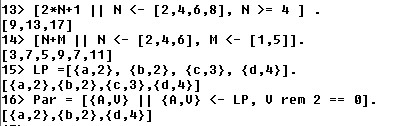 13> [2*N+1 || N <- [2,4,6,8], N >= 4 ] .
[9,13,17]
14> [N+M || N <- [2,4,6], M <- [1,5]].
[3,7,5,9,7,11]
15> LP =[{a,2}, {b,2}, {c,3}, {d,4}].
[{a,2},{b,2},{c,3},{d,4}]
16> Par = [{A,V} || {A,V} <- LP, V rem 2 == 0].
[{a,2},{b,2},{d,4}]